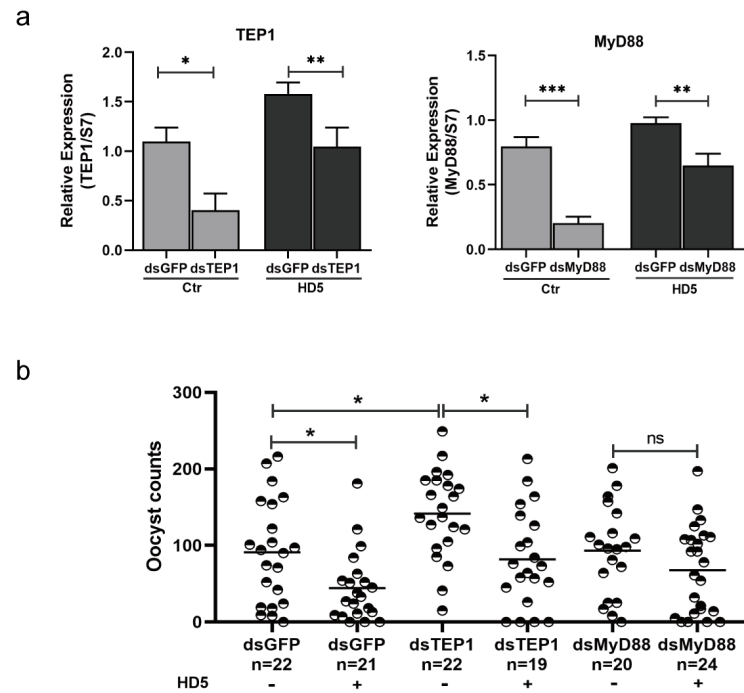 a
TEP1
Relative Expression
(TEP1/S7)
2.0
1.5
1.0
0.5
0.0
*
**
dsGFP dsTEP1
dsGFP dsTEP1
Ctr
HD5
MyD88
Relative Expression
(MyD88/S7)
1.5
1.0
0.5
0.0
***
**
dsGFP dsMyD88
dsGFP dsMyD88
Ctr
HD5
b
Oocyst counts
300
200
100
0
*
*
*
ns
dsGFP dsGFP dsTEP1 dsTEP1 dsMyD88 dsMyD88
n=22 n=21 n=22 n=19 n=20 n=24
HD5 - + - + - +